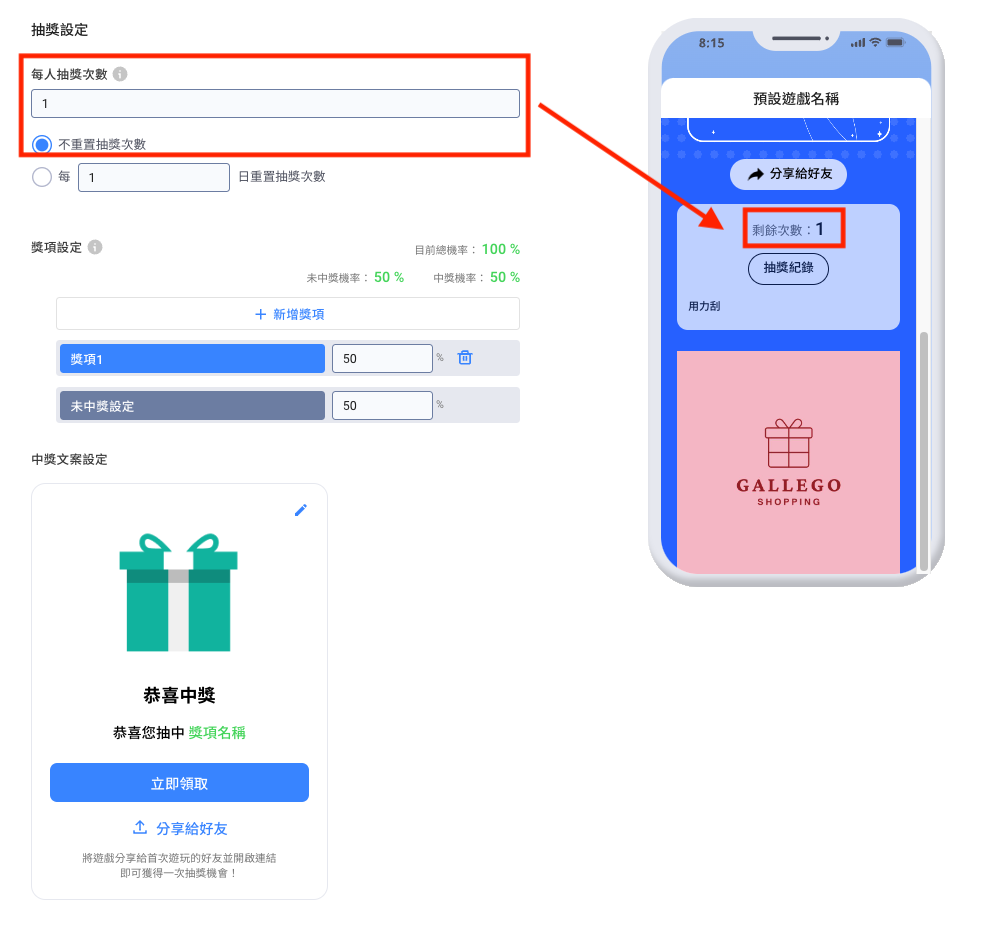 抽獎設定
每人抽獎次數
1
不重置抽獎次數
每 1 日重置抽獎次數
獎項設定
目前總機率： 100 %
未中獎機率： 50 % 中獎機率： 50 %
+ 新增獎項
獎項1 50 %
未中獎設定 50 %
中獎文案設定
恭喜中獎
恭喜您抽中 獎項名稱
立即領取
分享給好友
將遊戲分享給首次遊玩的好友並開啟連結
即可獲得一次抽獎機會！
8:15
預設遊戲名稱
分享給好友
剩餘次數：1
抽獎紀錄
用力刮
GALLEGO
SHOPPING